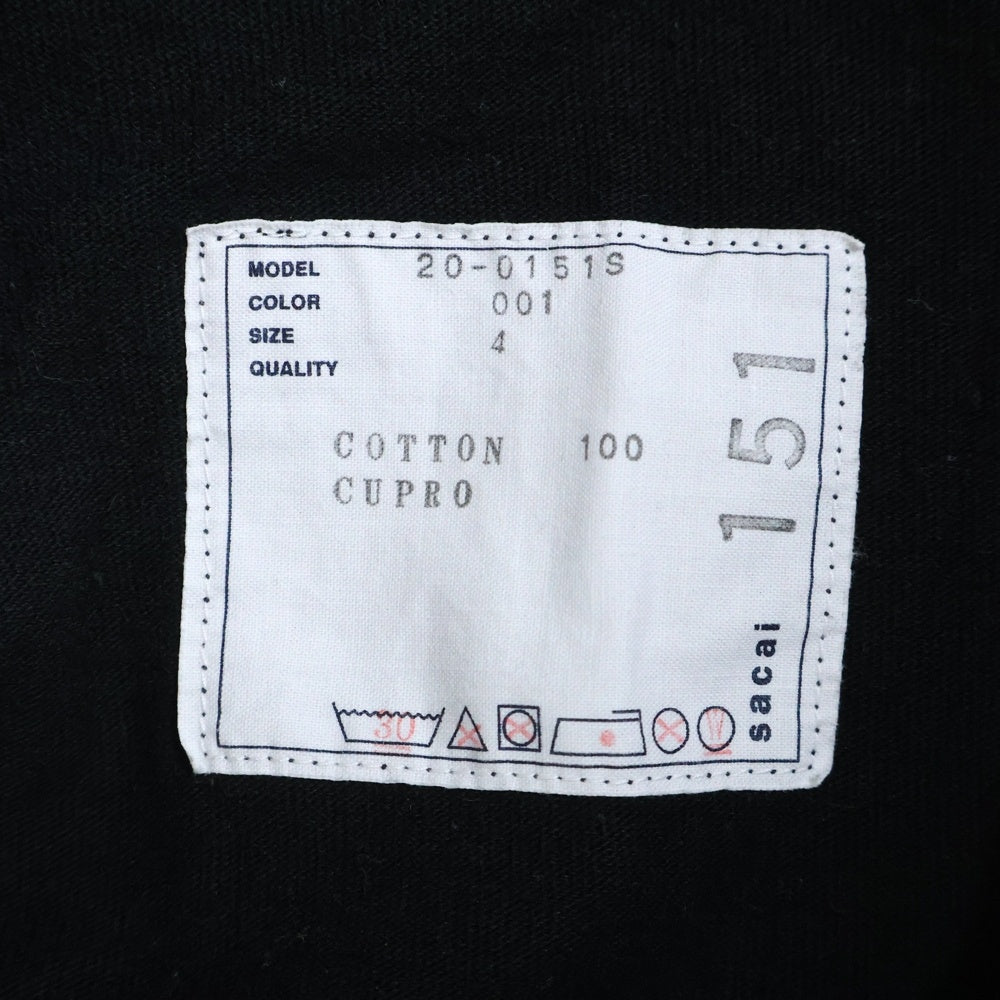 MODEL 20-0151S
COLOR 001
SIZE 4
QUALITY
COTTON 100
CUPRO
151
sacai
30
W